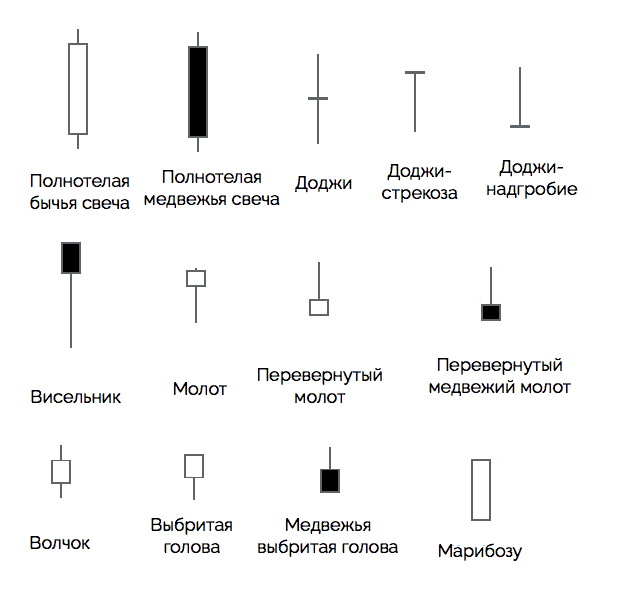 Полнотелая
бычья свеча
Полнотелая
медвежья свеча
Доджи
Доджи-
стрекоза
Доджи-
надгробие
Висельник
Молот
Перевернутый
молот
Перевернутый
медвежий молот
Волчок
Выбритая
голова
Медвежья
выбритая голова
Марибозу